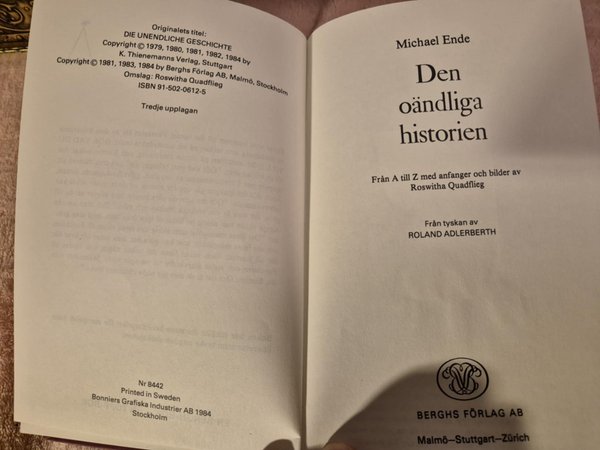 Originalets titel:
DIE UNENDLICHE GESCHICHTE
Copyright © 1979, 1980, 1981, 1982, 1984 by
K. Thienemanns Verlag, Stuttgart
Copyright © 1981, 1983, 1984 by Berghs Förlag AB, Malmö, Stockholm
Omslag: Roswitha Quadflieg
ISBN 91-502-0612-5
Tredje upplagan
Nr 8442
Printed in Sweden
Bonniers Grafiska Industrier AB 1984
Stockholm
Michael Ende
Den
oändliga
historien
Från A till Z med anfanger och bilder av
Roswitha Quadflieg
Från tyskan av
ROLAND ADLERBERTH
BERGHS FÖRLAG AB
Malmö—Stuttgart—Zürich